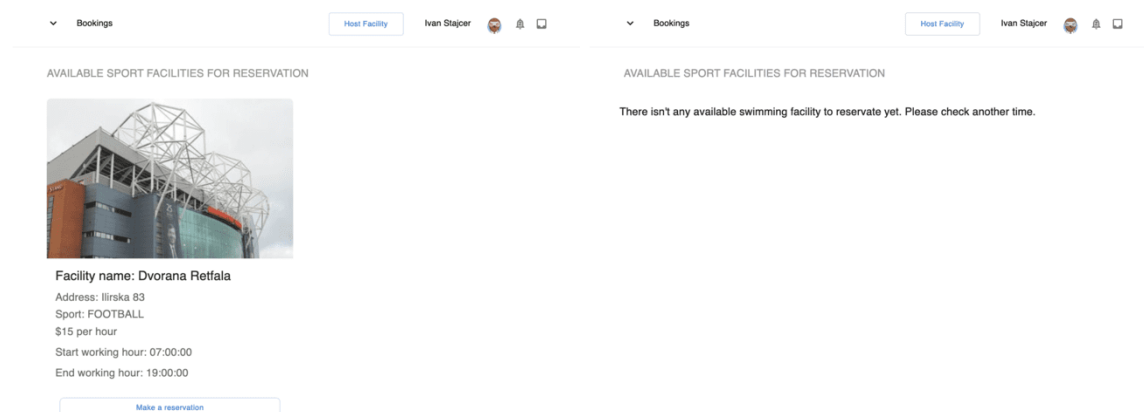 Bookings
Host Facility
Ivan Stajcer
AVAILABLE SPORT FACILITIES FOR RESERVATION
Facility name: Dvorana Retfala
Address: Ilirska 83
Sport: FOOTBALL
$15 per hour
Start working hour: 07:00:00
End working hour: 19:00:00
Make a reservation
Bookings
Host Facility
Ivan Stajcer
AVAILABLE SPORT FACILITIES FOR RESERVATION
There isn't any available swimming facility to reservate yet. Please check another time.